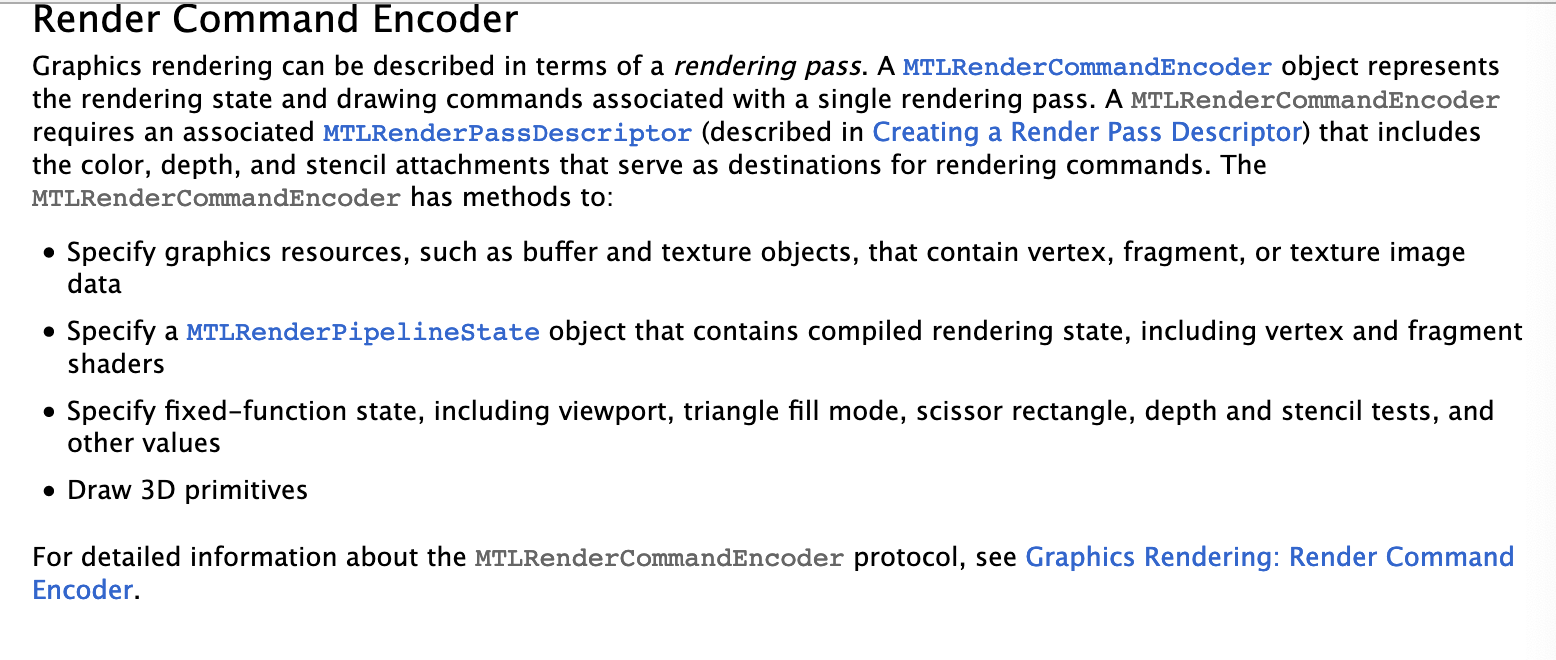 Render Command Encoder
Graphics rendering can be described in terms of a rendering pass. A MTLRenderCommandEncoder object represents
the rendering state and drawing commands associated with a single rendering pass. A MTLRenderCommandEncoder
requires an associated MTLRenderPassDescriptor (described in Creating a Render Pass Descriptor) that includes
the color, depth, and stencil attachments that serve as destinations for rendering commands. The
MTLRenderCommandEncoder has methods to:
• Specify graphics resources, such as buffer and texture objects, that contain vertex, fragment, or texture image
data
• Specify a MTLRenderPipelineState object that contains compiled rendering state, including vertex and fragment
shaders
• Specify fixed-function state, including viewport, triangle fill mode, scissor rectangle, depth and stencil tests, and
other values
• Draw 3D primitives
For detailed information about the MTLRenderCommandEncoder protocol, see Graphics Rendering: Render Command
Encoder.